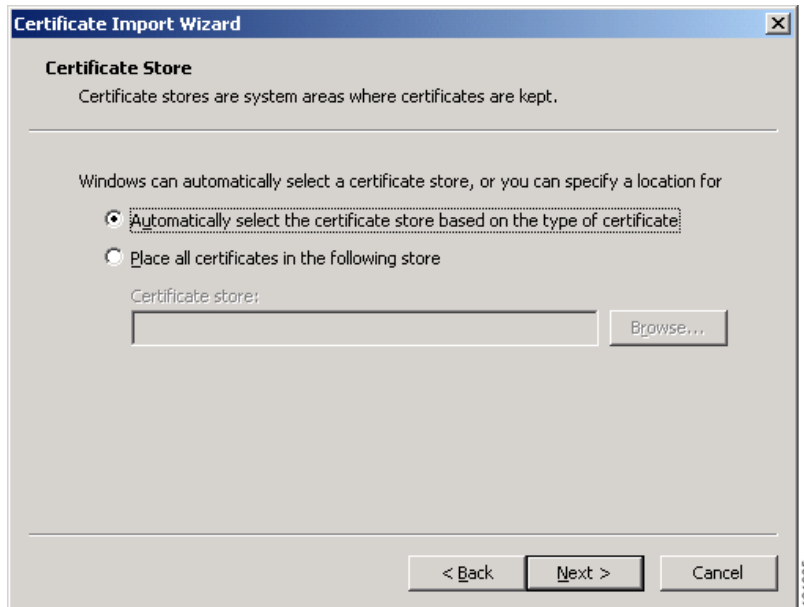 Certificate Import Wizard
Certificate Store
Certificate stores are system areas where certificates are kept.
Windows can automatically select a certificate store, or you can specify a location for
Automatically select the certificate store based on the type of certificate
Place all certificates in the following store
Certificate store:
Browse...
< Back
Next >
Cancel